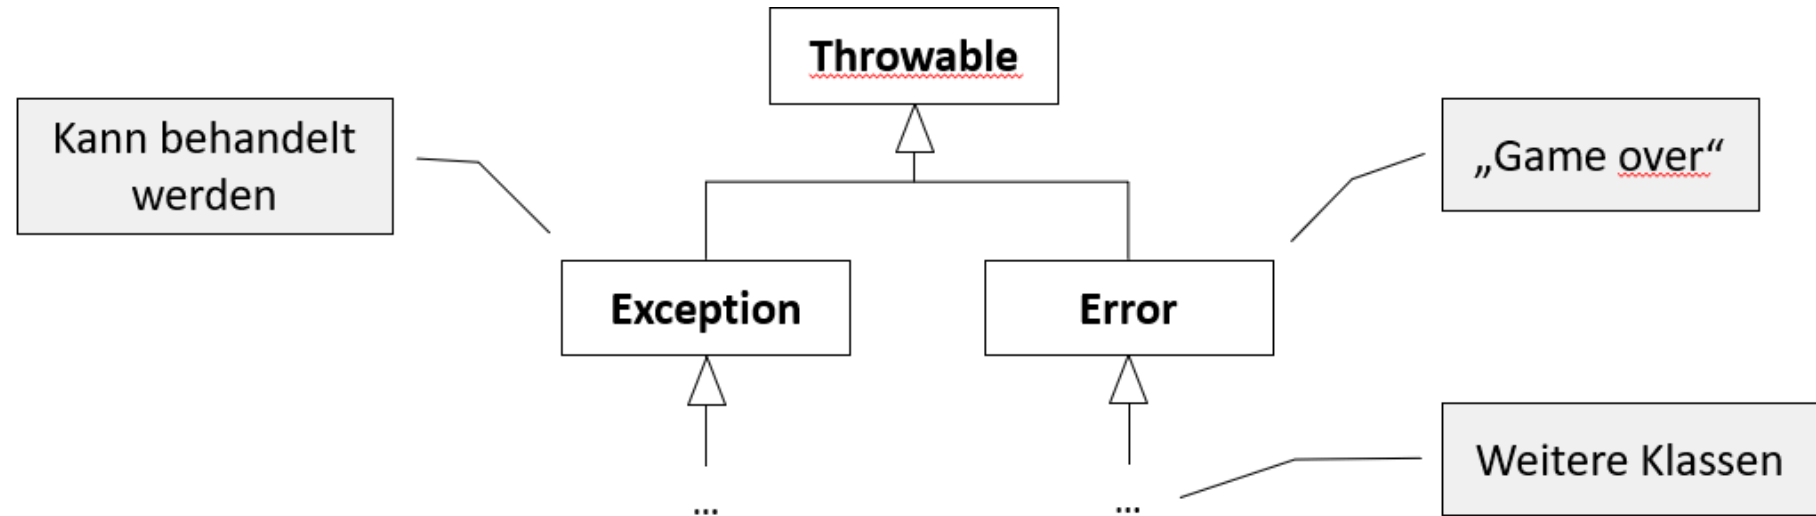 Throwable
Kann behandelt
werden
„Game over“
Exception
Error
Weitere Klassen
...
...